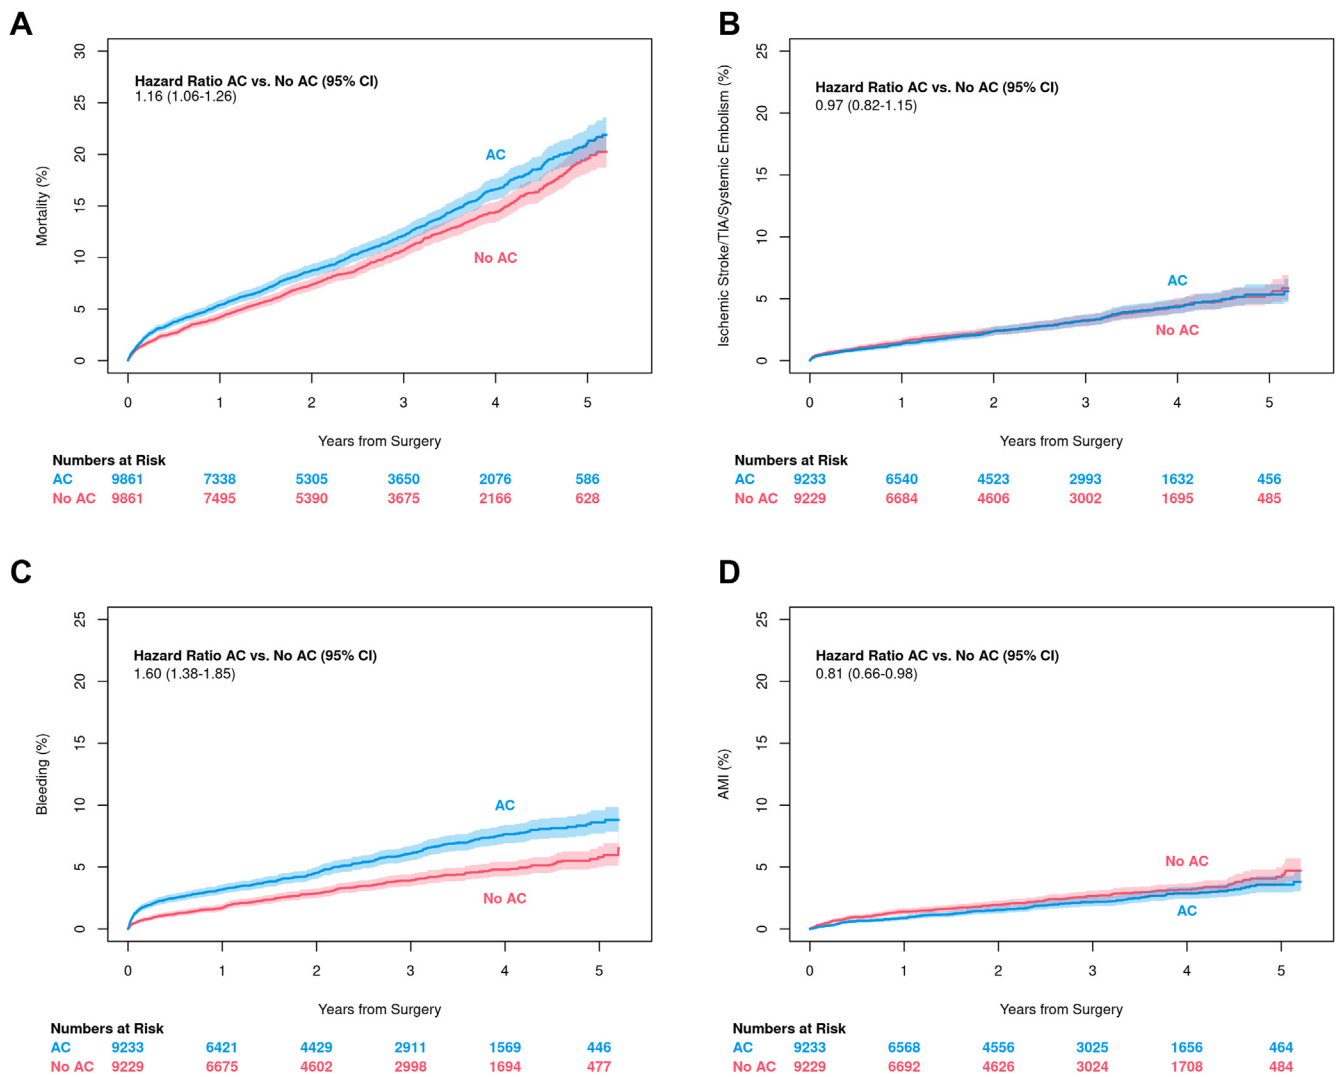 A
Hazard Ratio AC vs. No AC (95% CI)
1.16 (1.06-1.26)
AC
No AC
Mortality (%)
0 5 10 15 20 25 30
0 1 2 3 4 5
Years from Surgery
Numbers at Risk
AC 9861 7338 5305 3650 2076 586
No AC 9861 7495 5390 3675 2166 628
B
Hazard Ratio AC vs. No AC (95% CI)
0.97 (0.82-1.15)
AC
No AC
Ischemic Stroke/TIA/Systemic Embolism (%)
0 5 10 15 20 25
0 1 2 3 4 5
Years from Surgery
Numbers at Risk
AC 9233 6540 4523 2993 1632 456
No AC 9229 6684 4606 3002 1695 485
C
Hazard Ratio AC vs. No AC (95% CI)
1.60 (1.38-1.85)
AC
No AC
Bleeding (%)
0 5 10 15 20 25
0 1 2 3 4 5
Years from Surgery
Numbers at Risk
AC 9233 6421 4429 2911 1569 446
No AC 9229 6675 4602 2998 1694 477
D
Hazard Ratio AC vs. No AC (95% CI)
0.81 (0.66-0.98)
No AC
AC
AMI (%)
0 5 10 15 20 25
0 1 2 3 4 5
Years from Surgery
Numbers at Risk
AC 9233 6568 4556 3025 1656 464
No AC 9229 6692 4626 3024 1708 484